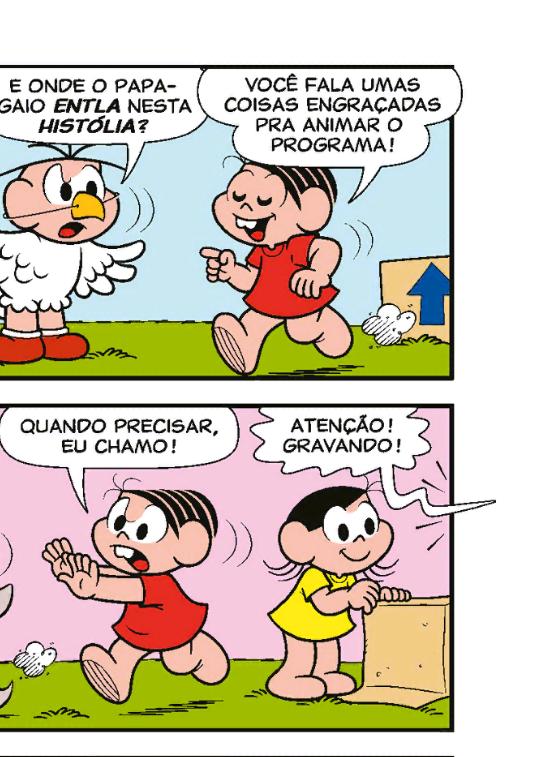 E ONDE O PAPA-
GAIO ENTLA NESTA
HISTÓLIA?
VOCÊ FALA UMAS
COISAS ENGRAÇADAS
PRA ANIMAR O
PROGRAMA!
QUANDO PRECISAR,
EU CHAMO!
ATENÇÃO!
GRAVANDO!